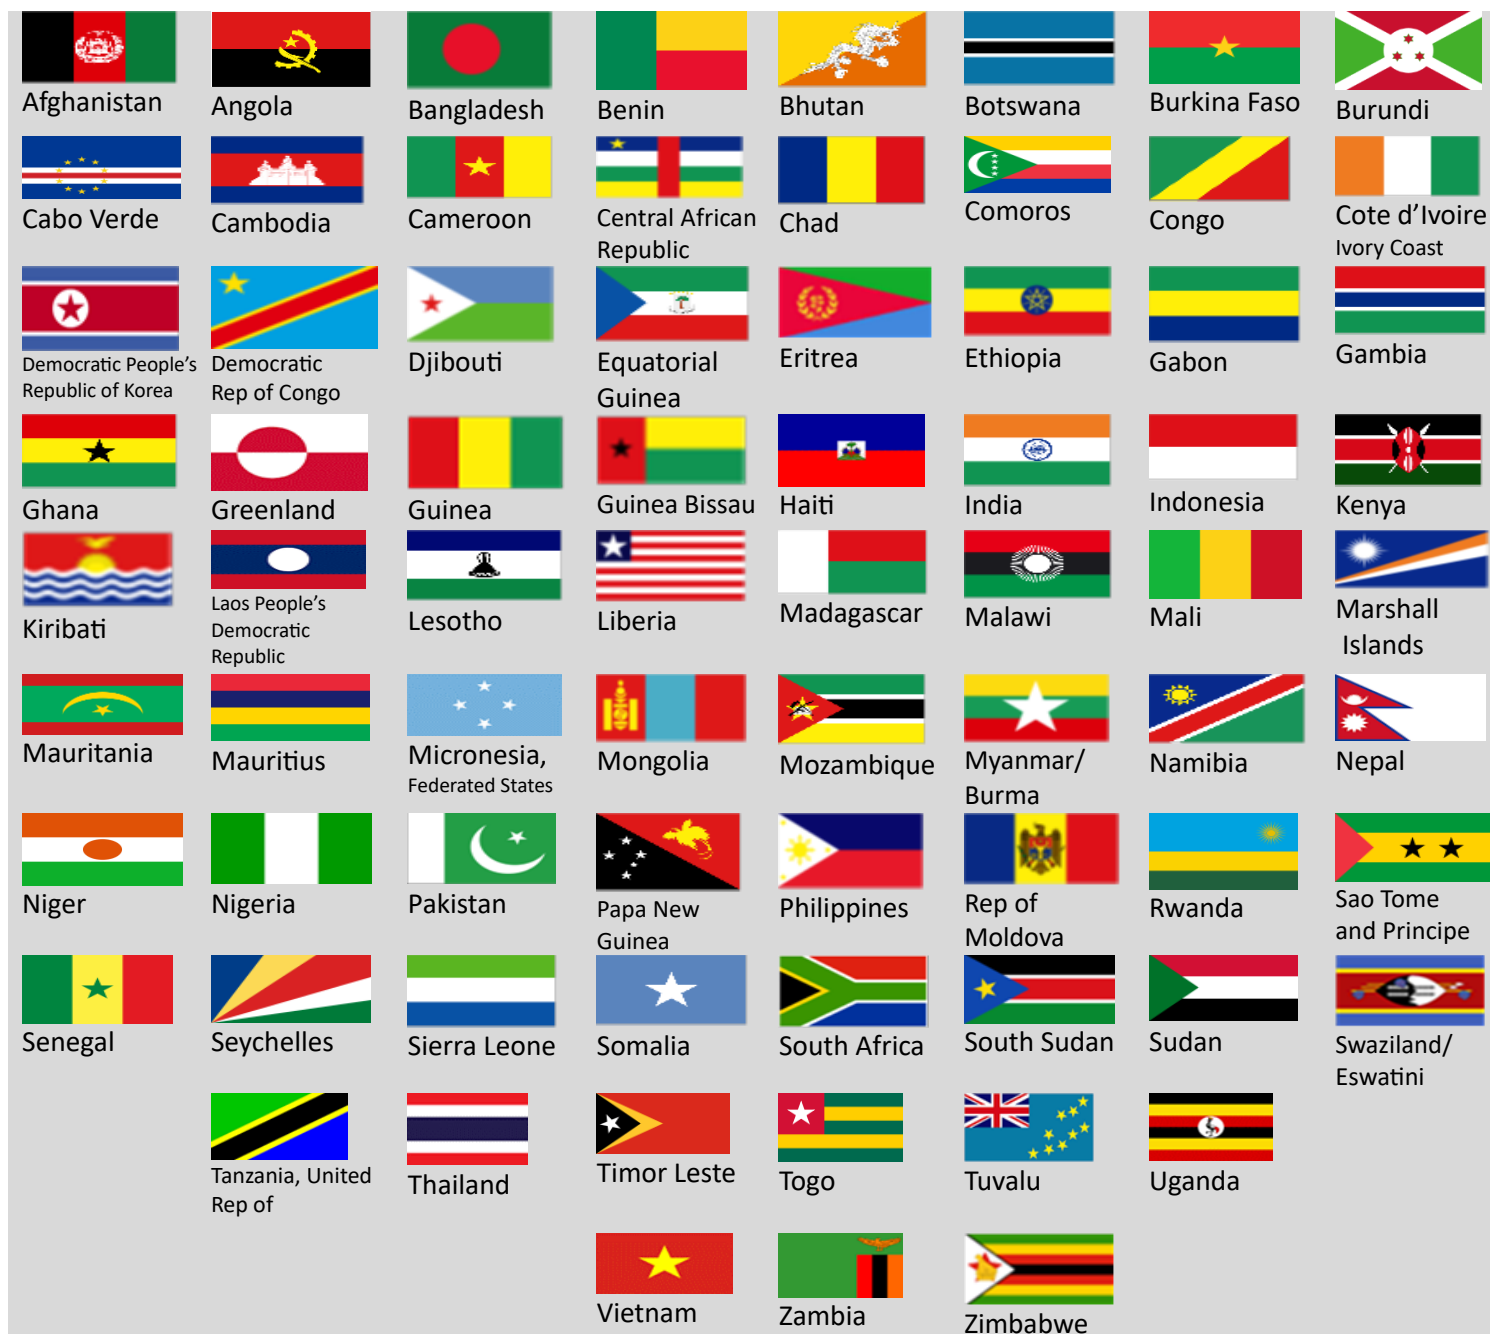 Afghanistan
Angola
Bangladesh
Benin
Bhutan
Botswana
Burkina Faso
Burundi
Cabo Verde
Cambodia
Cameroon
Central African
Republic
Chad
Comoros
Congo
Cote d’Ivoire
Ivory Coast
Democratic People’s
Republic of Korea
Democratic
Rep of Congo
Djibouti
Equatorial
Guinea
Eritrea
Ethiopia
Gabon
Gambia
Ghana
Greenland
Guinea
Guinea Bissau
Haiti
India
Indonesia
Kenya
Kiribati
Laos People’s
Democratic
Republic
Lesotho
Liberia
Madagascar
Malawi
Mali
Marshall
Islands
Mauritania
Mauritius
Micronesia,
Federated States
Mongolia
Mozambique
Myanmar/
Burma
Namibia
Nepal
Niger
Nigeria
Pakistan
Papa New
Guinea
Philippines
Rep of
Moldova
Rwanda
Sao Tome
and Principe
Senegal
Seychelles
Sierra Leone
Somalia
South Africa
South Sudan
Sudan
Swaziland/
Eswatini
Tanzania, United
Rep of
Thailand
Timor Leste
Togo
Tuvalu
Uganda
Vietnam
Zambia
Zimbabwe